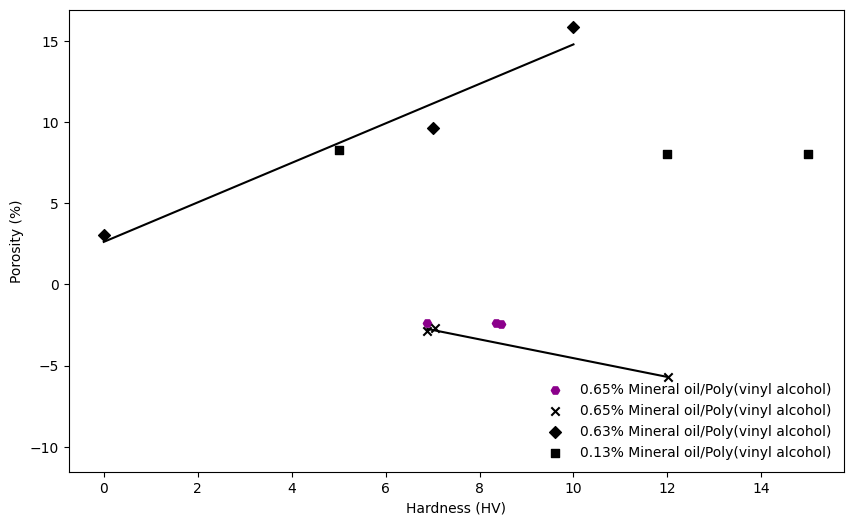 15
10
5
0
−5
−10
Porosity (%)
0.65% Mineral oil/Poly(vinyl alcohol)
0.65% Mineral oil/Poly(vinyl alcohol)
0.63% Mineral oil/Poly(vinyl alcohol)
0.13% Mineral oil/Poly(vinyl alcohol)
0 2 4 6 8 10 12 14
Hardness (HV)